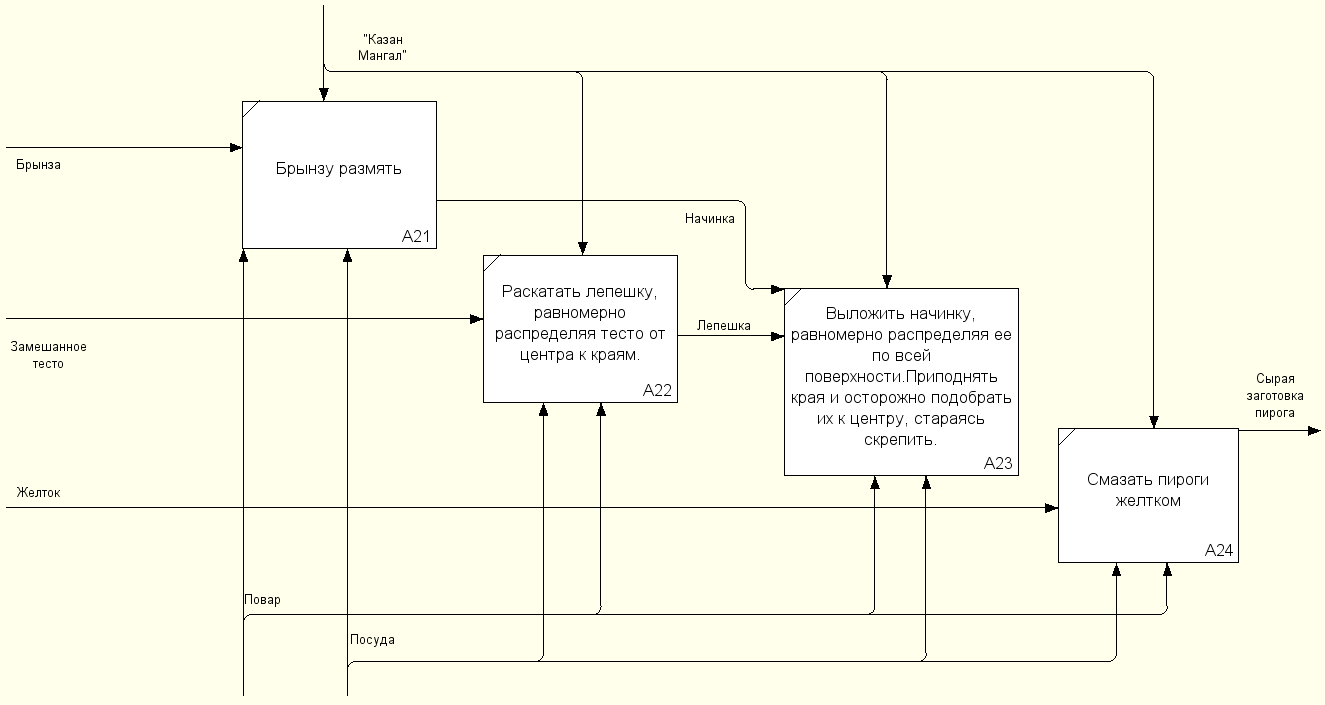 "Казан
Мангал"
Брынза
Брынзу размять
A21
Начинка
Раскатать лепешку,
равномерно
распределяя тесто от
центра к краям.
A22
Замешанное
тесто
Лепешка
Выложить начинку,
равномерно распределяя ее
по всей
поверхности.Приподнять
края и осторожно подобрать
их к центру, стараясь
скрепить.
A23
Сырая
заготовка
пирога
Желток
Смазать пироги
желтком
A24
Повар
Посуда